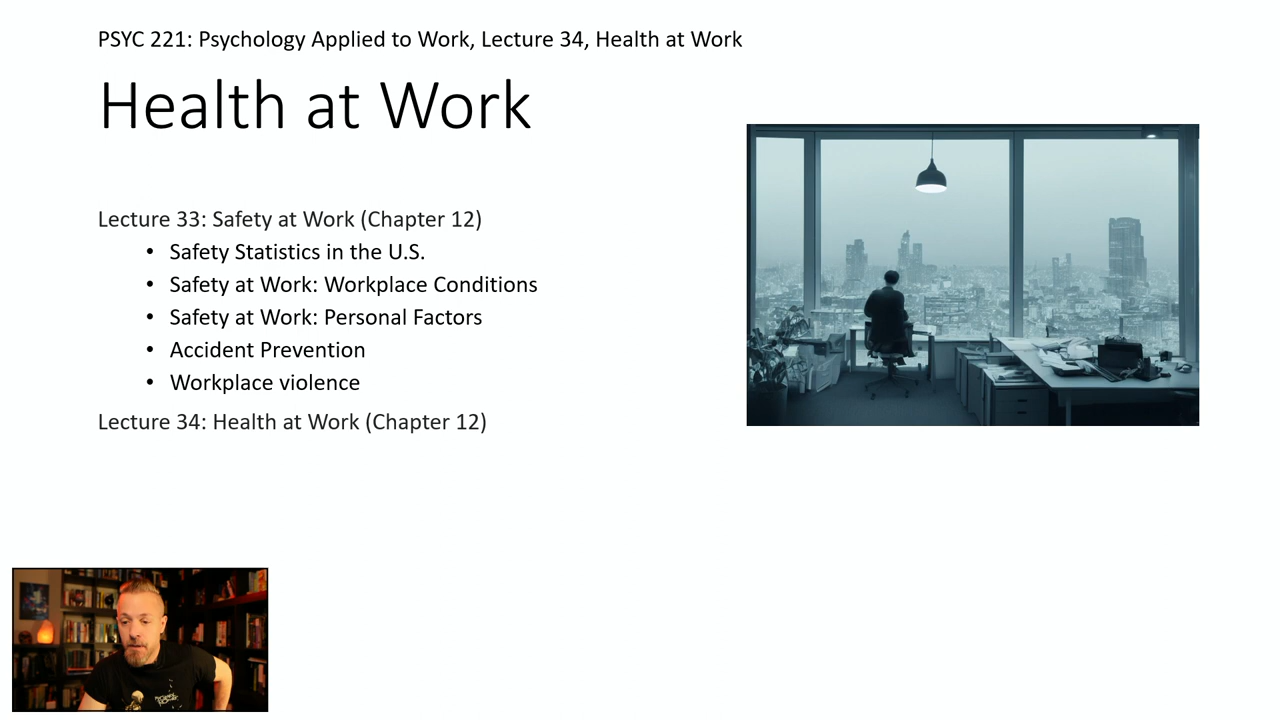 PSYC 221: Psychology Applied to Work, Lecture 34, Health at Work
Health at Work
Lecture 33: Safety at Work (Chapter 12)
• Safety Statistics in the U.S.
• Safety at Work: Workplace Conditions
• Safety at Work: Personal Factors
• Accident Prevention
• Workplace violence
Lecture 34: Health at Work (Chapter 12)